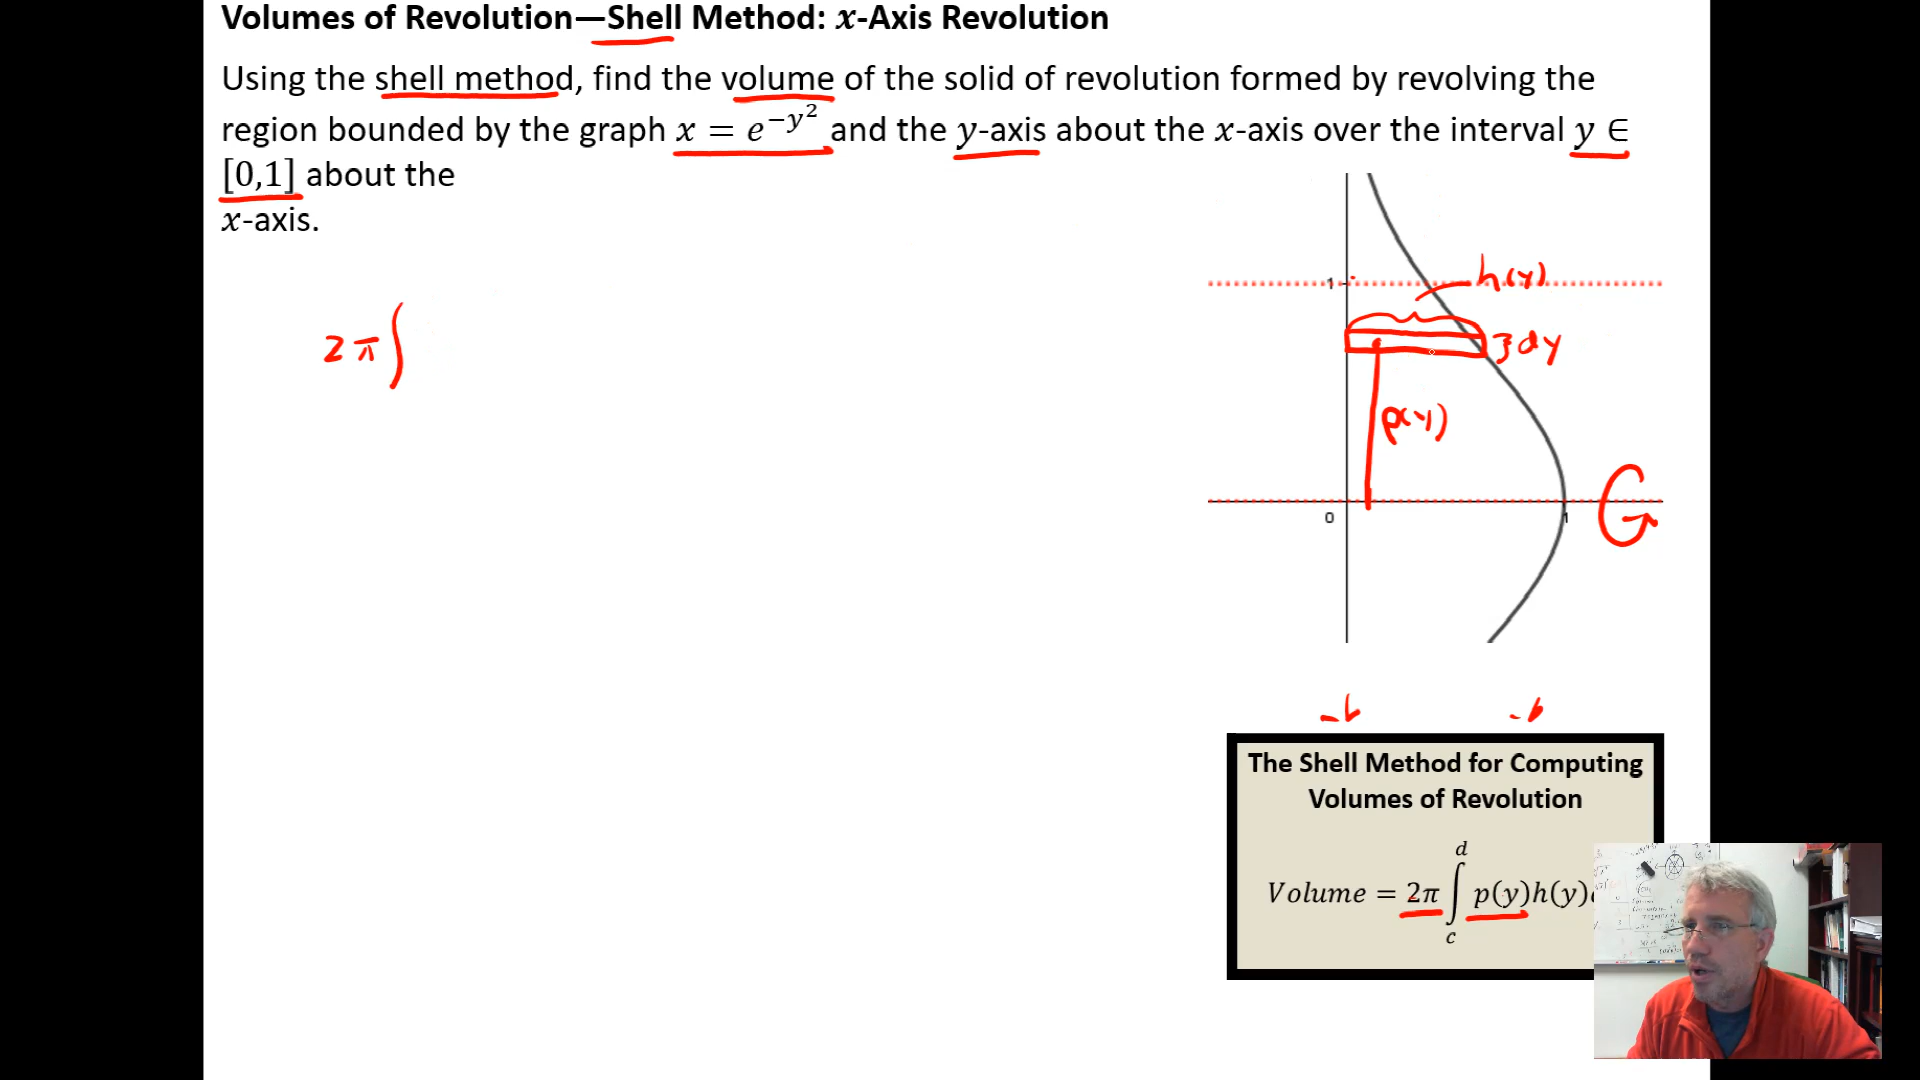 Volumes of Revolution—Shell Method: x-Axis Revolution
Using the shell method, find the volume of the solid of revolution formed by revolving the
region bounded by the graph x = e^{−y²} and the y-axis about the x-axis over the interval y ∈
[0,1] about the
x-axis.
1
h(y)
2π∫
}dy
p(y)
0
1
The Shell Method for Computing
Volumes of Revolution
d
Volume = 2π ∫ p(y)h(y)
c